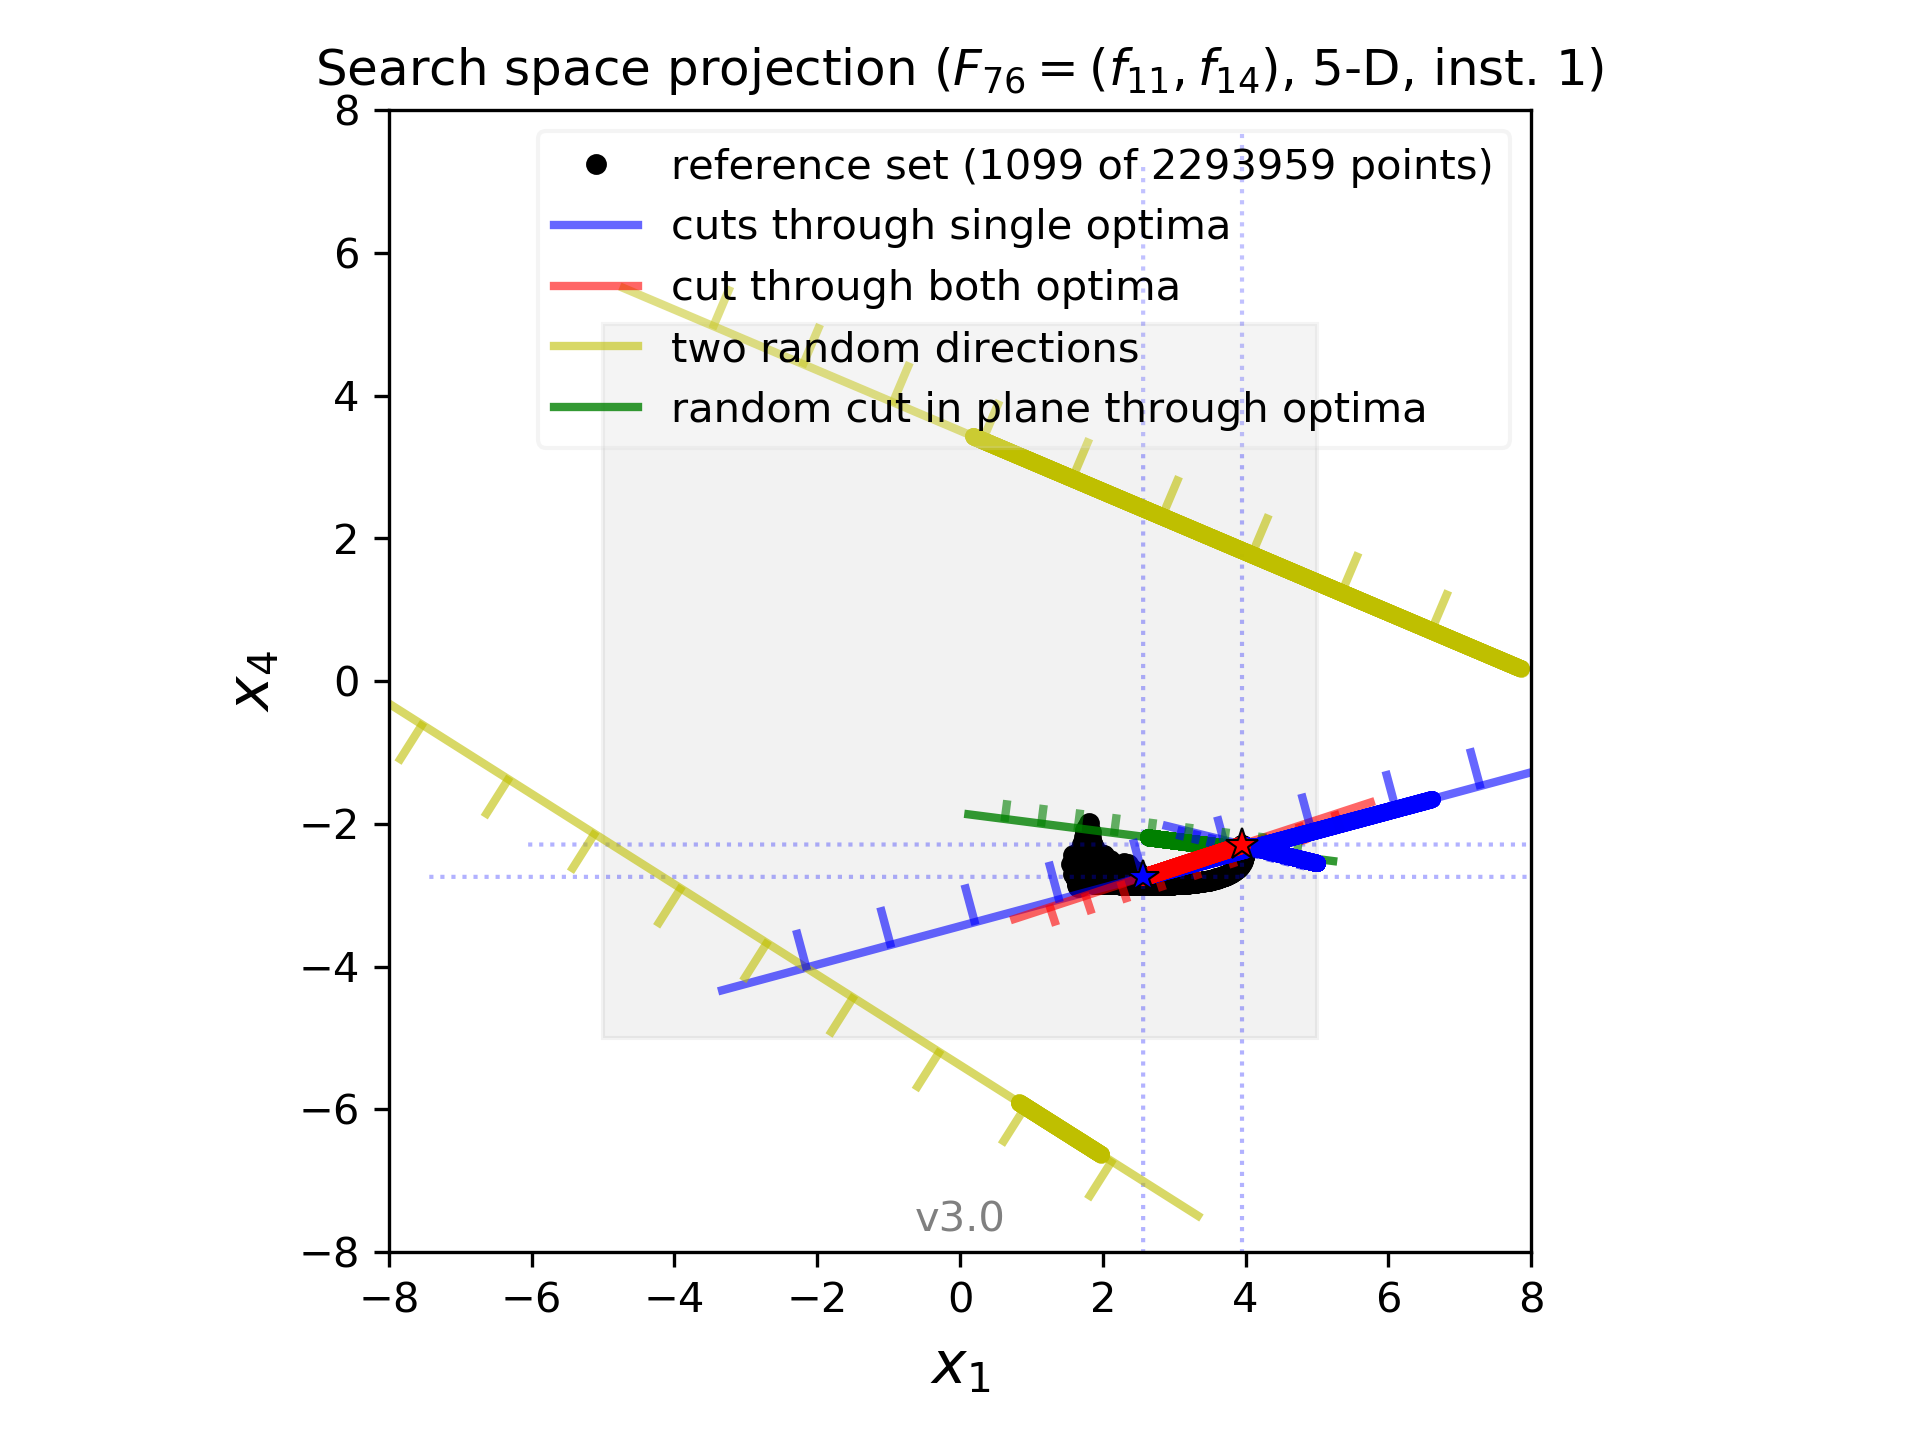 Search space projection (F₇₆ = (f₁₁, f₁₄), 5-D, inst. 1)
reference set (1099 of 2293959 points)
cuts through single optima
cut through both optima
two random directions
random cut in plane through optima
8
6
4
2
0
−2
−4
−6
−8
x₄
v3.0
−8 −6 −4 −2 0 2 4 6 8
x₁